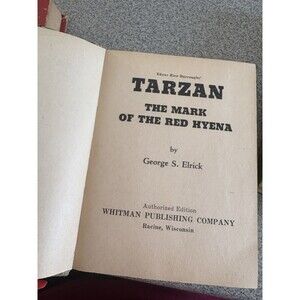 Edgar Rice Burroughs'
TARZAN
THE MARK
OF THE RED HYENA
by
George S. Elrick
Authorized Edition
WHITMAN PUBLISHING COMPANY
Racine, Wisconsin